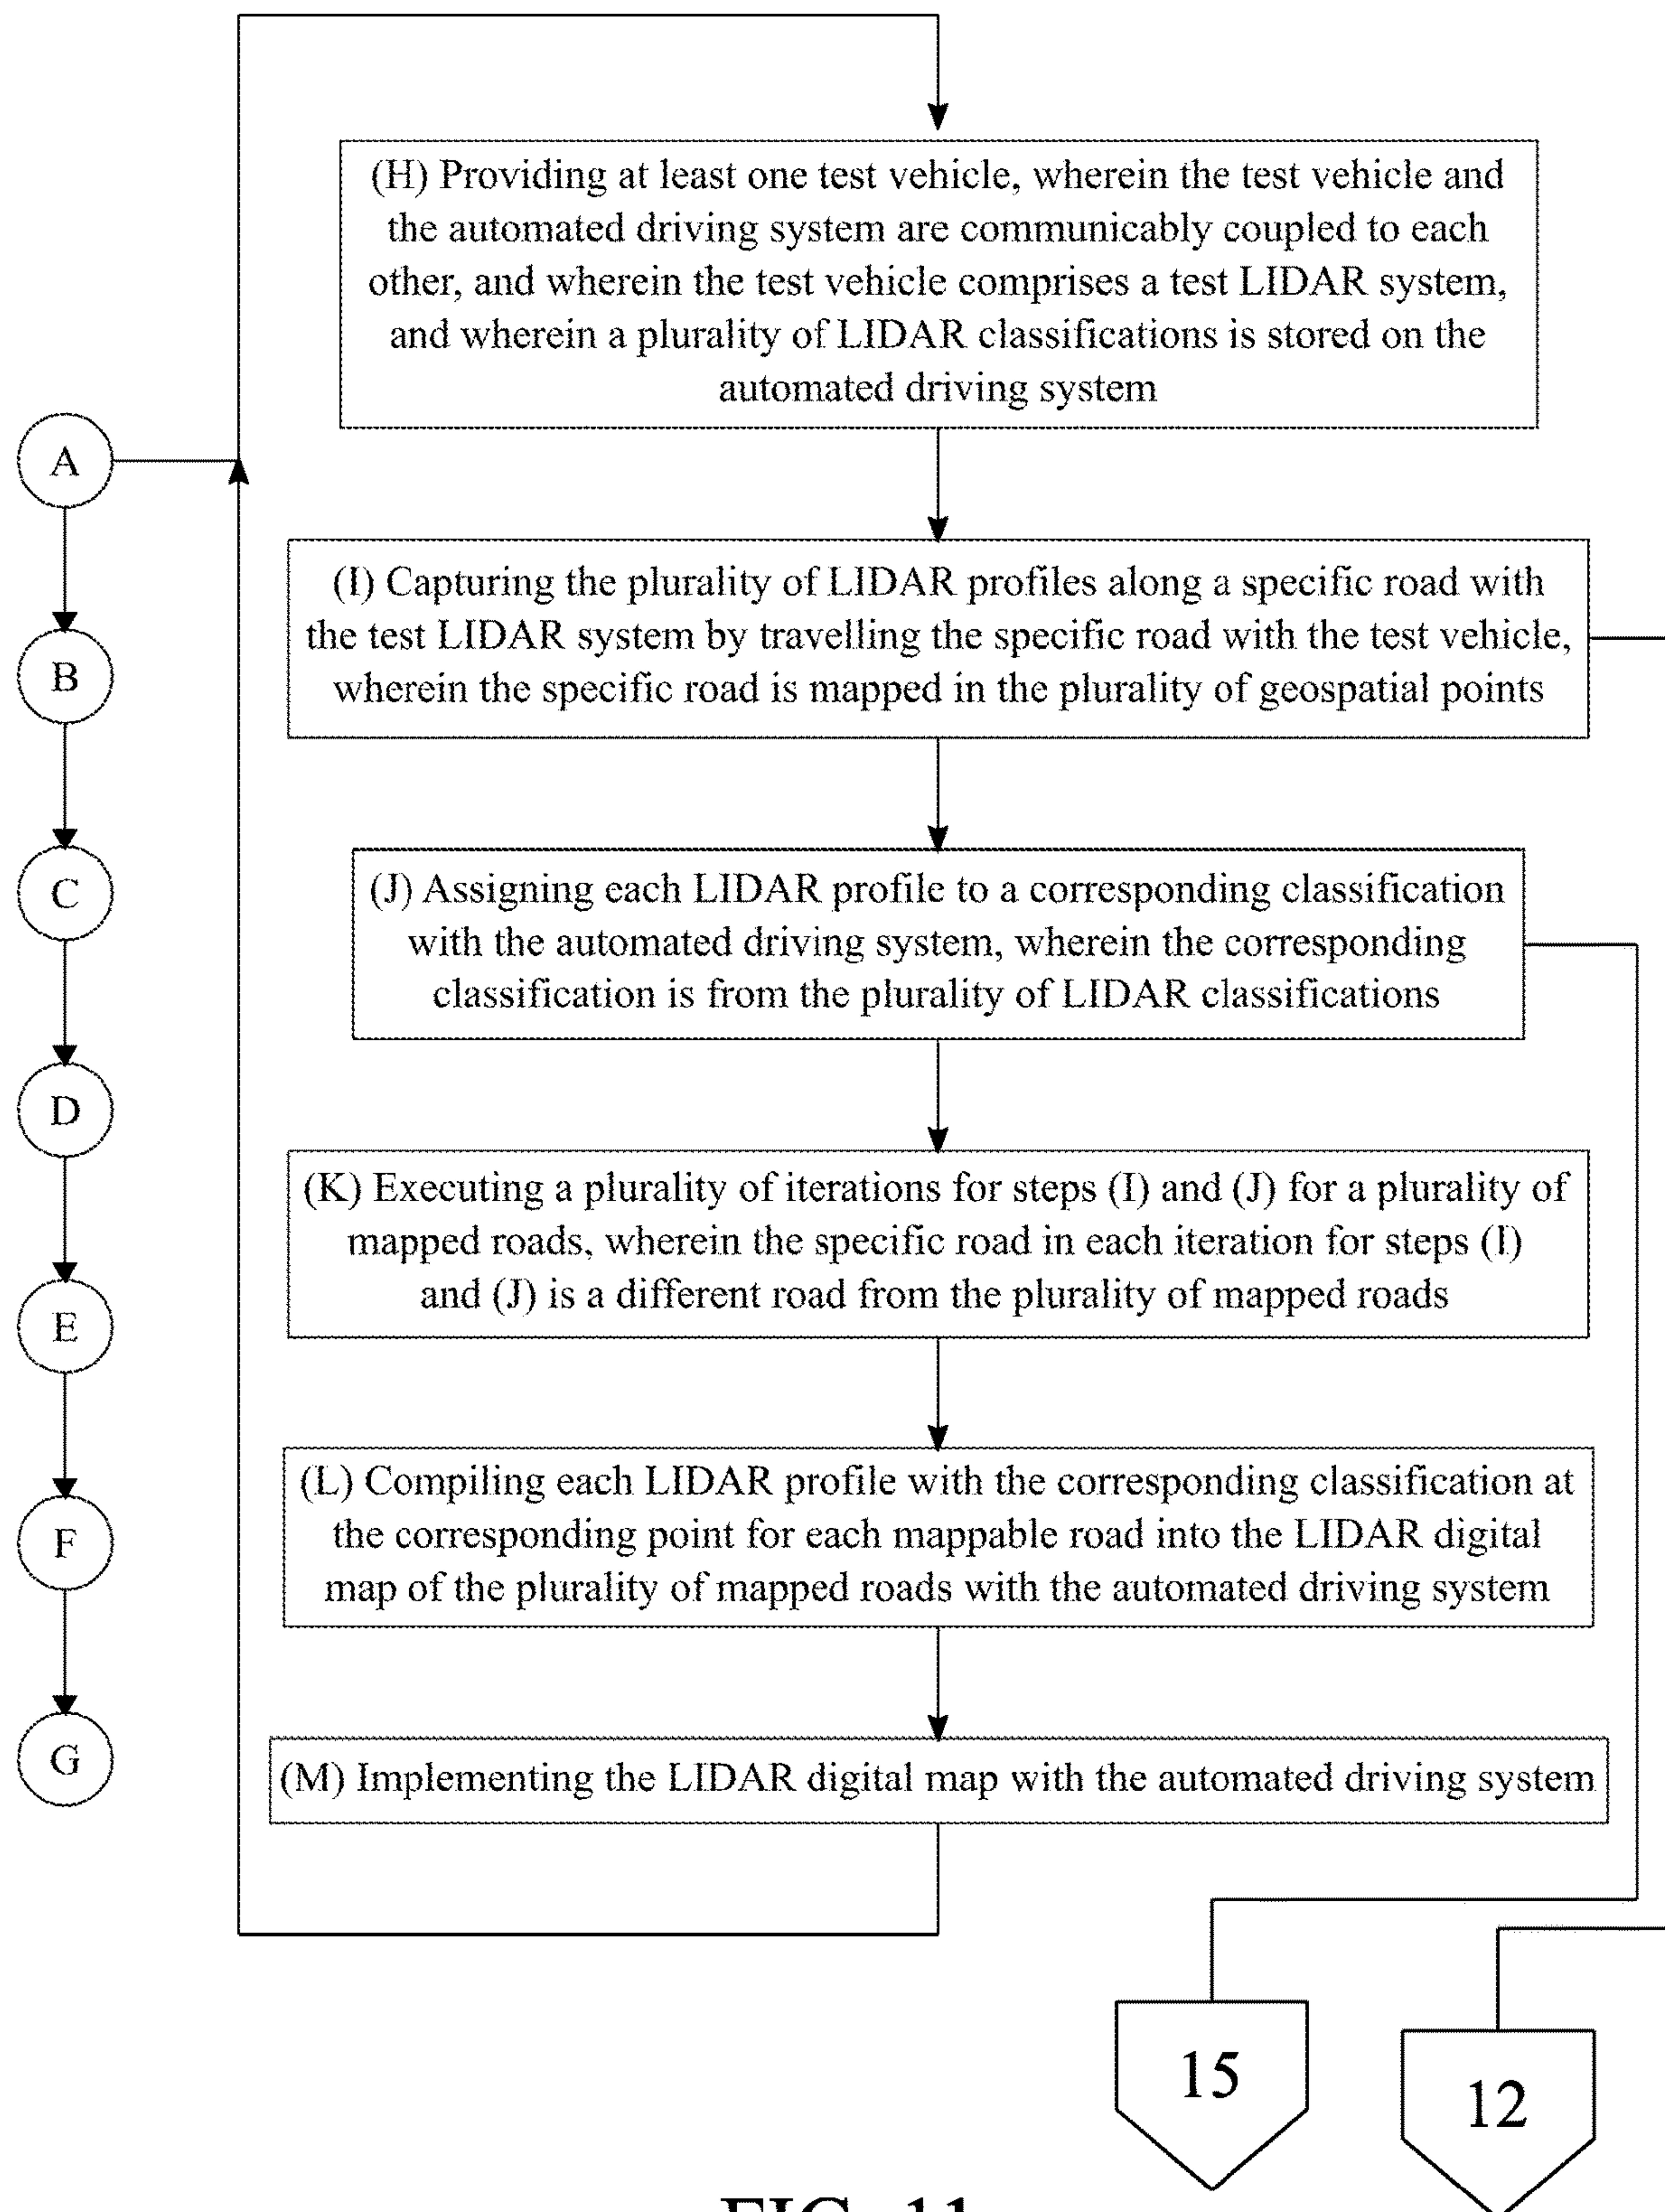 (H) Providing at least one test vehicle, wherein the test vehicle and
the automated driving system are communicably coupled to each
other, and wherein the test vehicle comprises a test LIDAR system,
and wherein a plurality of LIDAR classifications is stored on the
automated driving system
A
B
C
D
E
F
G
(I) Capturing the plurality of LIDAR profiles along a specific road with
the test LIDAR system by travelling the specific road with the test vehicle,
wherein the specific road is mapped in the plurality of geospatial points
(J) Assigning each LIDAR profile to a corresponding classification
with the automated driving system, wherein the corresponding
classification is from the plurality of LIDAR classifications
(K) Executing a plurality of iterations for steps (I) and (J) for a plurality of
mapped roads, wherein the specific road in each iteration for steps (I)
and (J) is a different road from the plurality of mapped roads
(L) Compiling each LIDAR profile with the corresponding classification at
the corresponding point for each mappable road into the LIDAR digital
map of the plurality of mapped roads with the automated driving system
(M) Implementing the LIDAR digital map with the automated driving system
15
12
FIG. 11